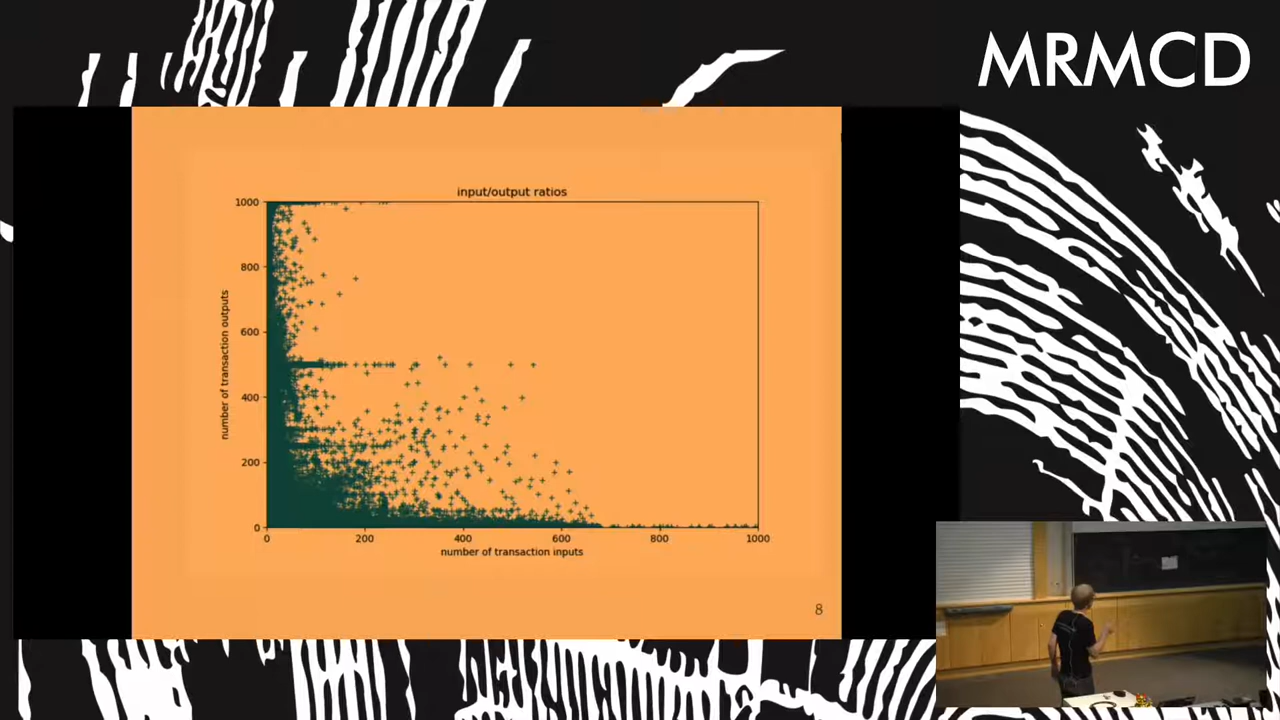 MRMCD
input/output ratios
1000
800
600
400
200
0
number of transaction outputs
0 200 400 600 800 1000
number of transaction inputs
8